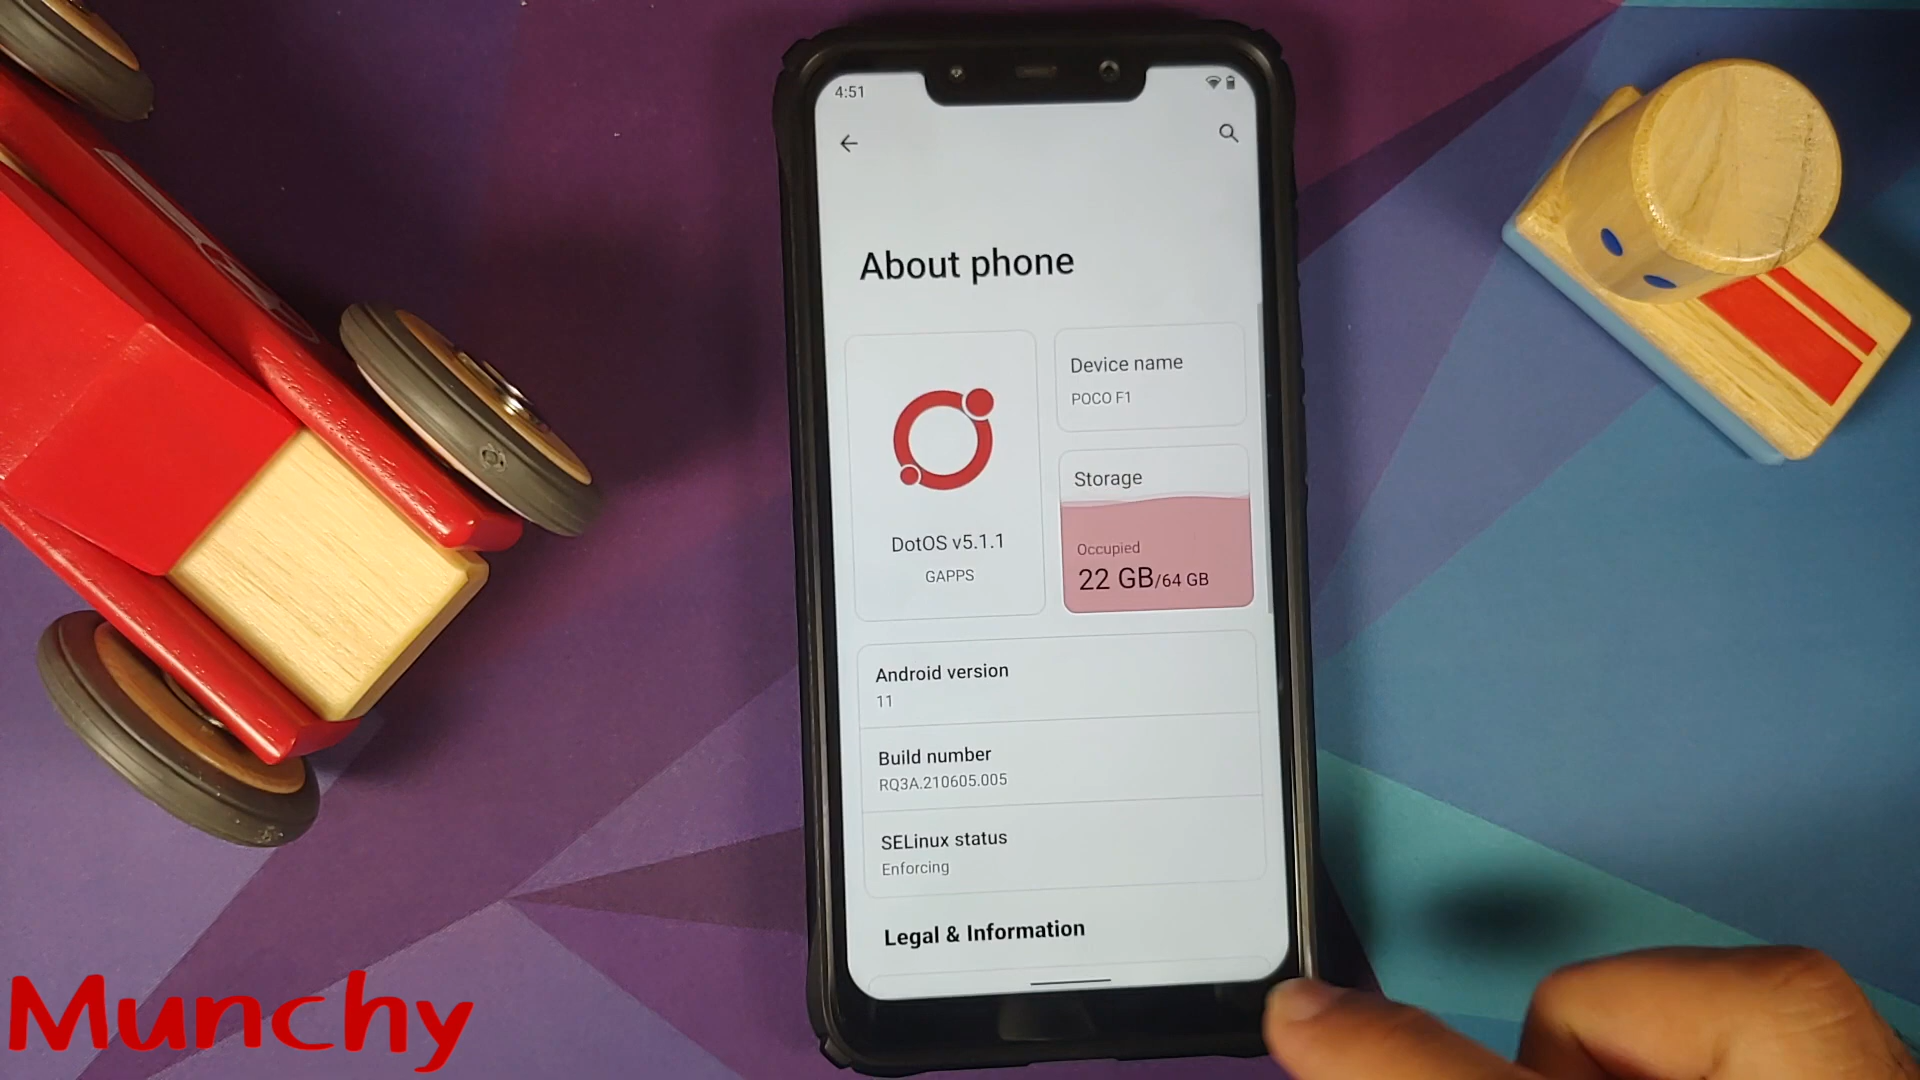 4:51
About phone
Device name
POCO F1
Storage
Occupied
22 GB/64 GB
DotOS v5.1.1
GAPPS
Android version
11
Build number
RQ3A.210605.005
SELinux status
Enforcing
Legal & Information
Munchy